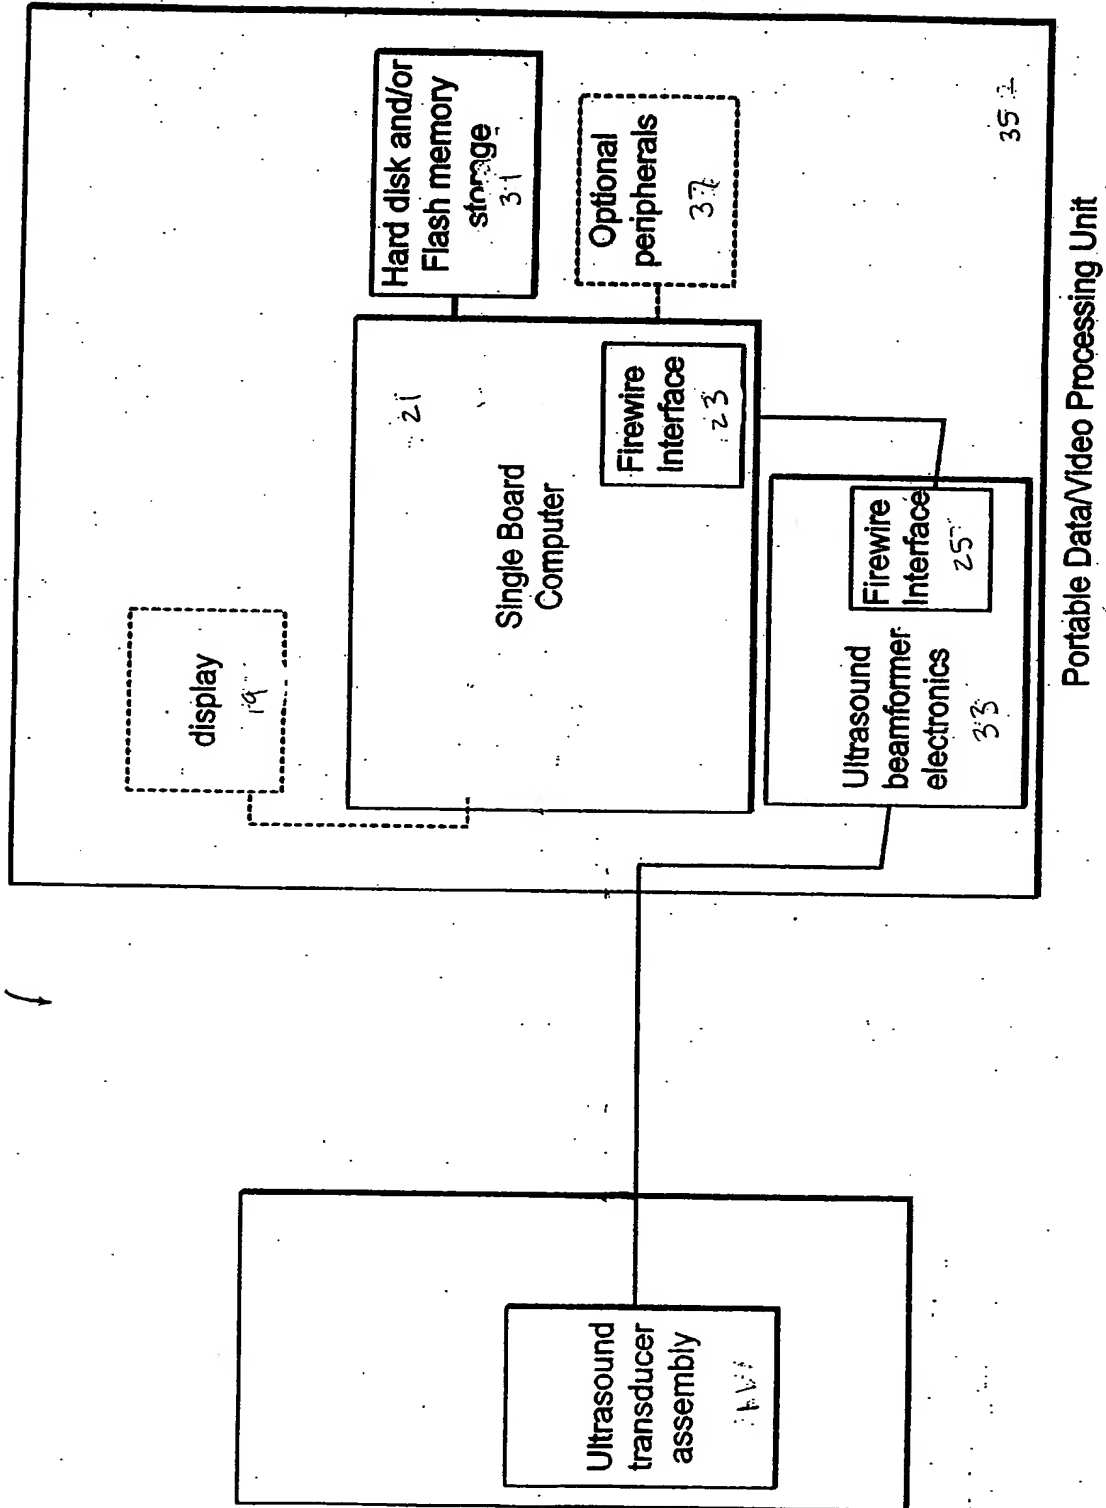 Hard disk and/or
Flash memory
storage
31
Optional
peripherals
37
display
19
21
Single Board
Computer
Firewire
Interface
23
Firewire
Interface
25
Ultrasound
beamformer
electronics
33
Ultrasound
transducer
assembly
Portable Data/Video Processing Unit